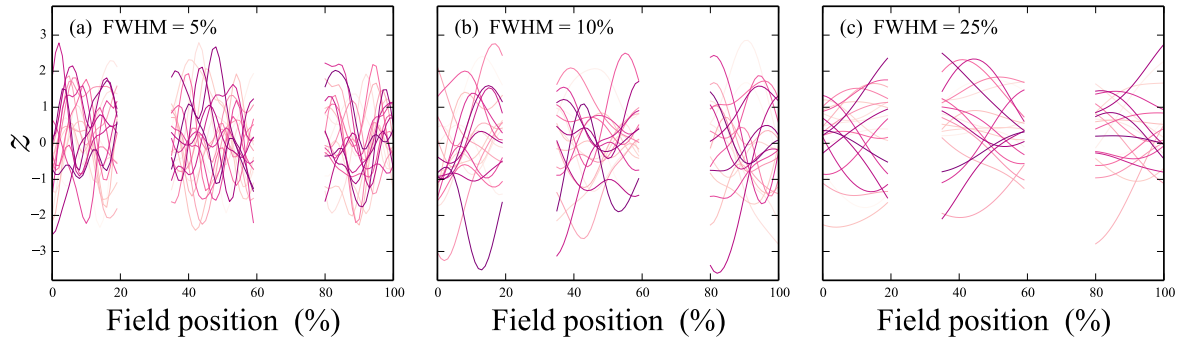 (a) FWHM = 5%
(b) FWHM = 10%
(c) FWHM = 25%
3
2
1
0
−1
−2
−3
z
0 20 40 60 80 100
0 20 40 60 80 100
0 20 40 60 80 100
Field position (%)
Field position (%)
Field position (%)